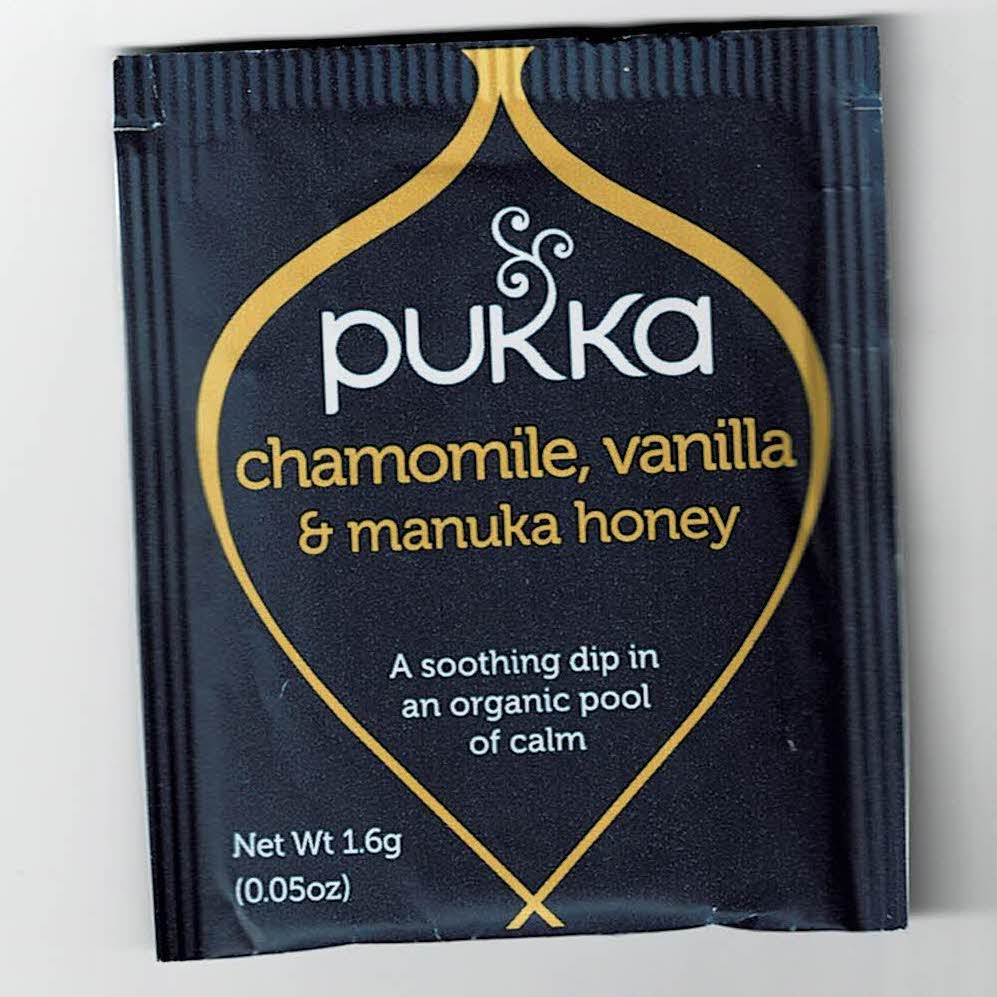 pukka
chamomile, vanilla
& manuka honey
A soothing dip in
an organic pool
of calm
Net Wt 1.6g
(0.05oz)